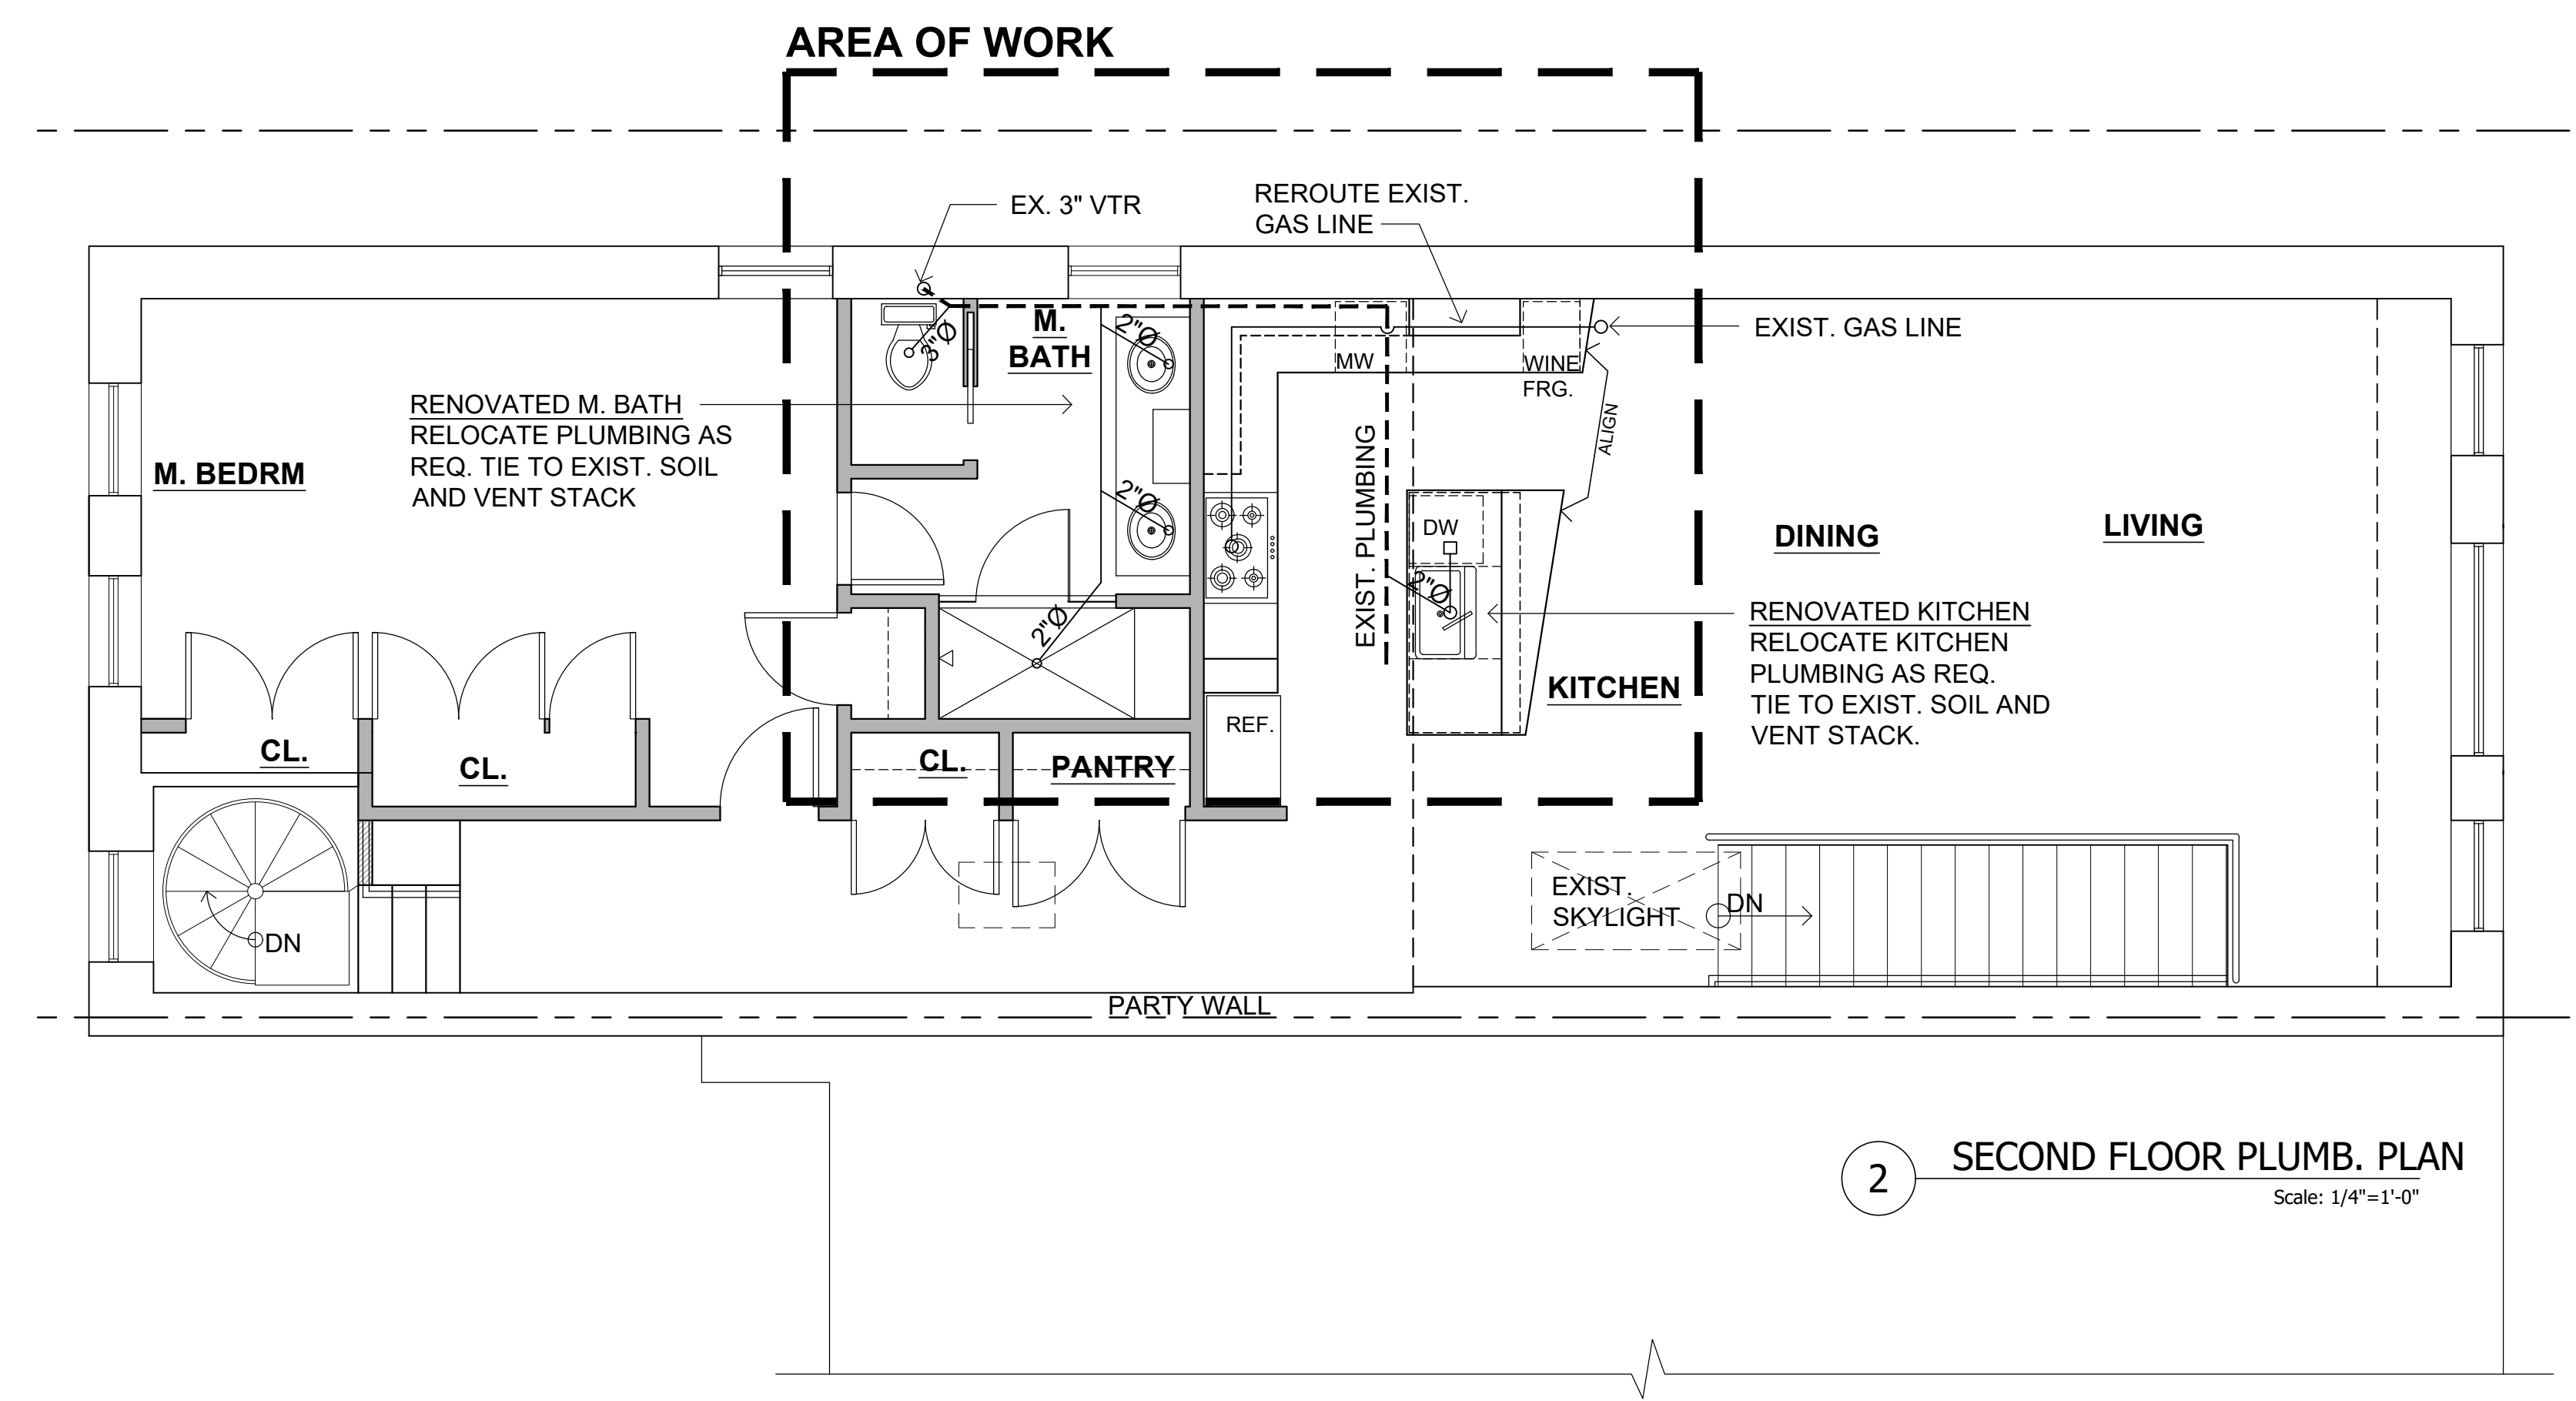 AREA OF WORK
EX. 3" VTR
REROUTE EXIST.
GAS LINE
EXIST. GAS LINE
M.
BATH
3"Ø
2"Ø
2"Ø
2"Ø
MW
WINE
FRG.
ALIGN
RENOVATED M. BATH
RELOCATE PLUMBING AS
REQ. TIE TO EXIST. SOIL
AND VENT STACK
M. BEDRM
EXIST. PLUMBING
DW
2"Ø
DINING
LIVING
KITCHEN
RENOVATED KITCHEN
RELOCATE KITCHEN
PLUMBING AS REQ.
TIE TO EXIST. SOIL AND
VENT STACK.
REF.
CL.
CL.
CL.
PANTRY
EXIST.
SKYLIGHT
DN
DN
PARTY WALL
2
SECOND FLOOR PLUMB. PLAN
Scale: 1/4"=1'-0"